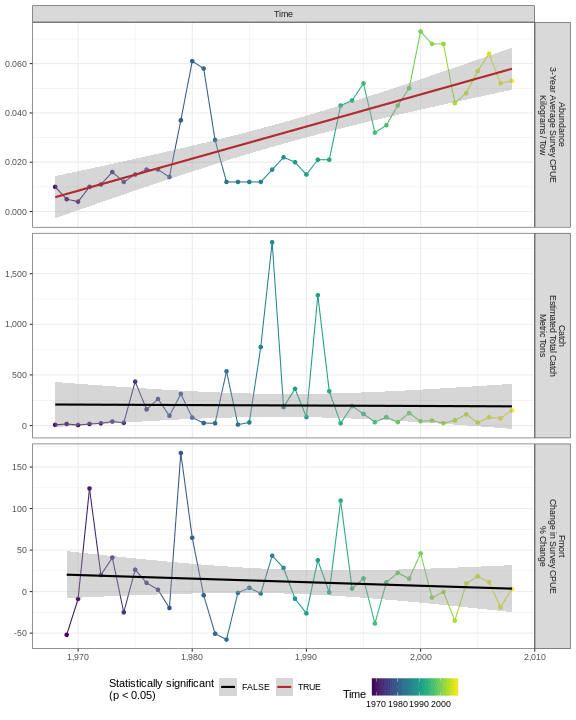 Time
0.060
0.040
0.020
0.000
Abundance
3-Year Average Survey CPUE
Kilograms / Tow
1,500
1,000
500
0
Catch
Estimated Total Catch
Metric Tons
150
100
50
0
-50
Fmort
Change in Survey CPUE
% Change
1,970
1,980
1,990
2,000
2,010
Statistically significant
(p < 0.05)
FALSE
TRUE
Time
1970 1980 1990 2000